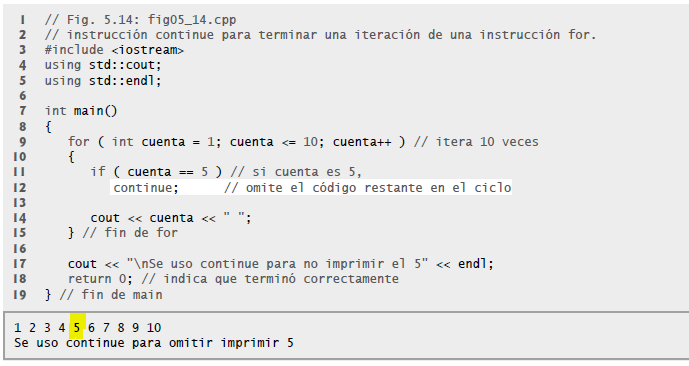 1 // Fig. 5.14: fig05_14.cpp
2 // instrucción continue para terminar una iteración de una instrucción for.
3 #include <iostream>
4 using std::cout;
5 using std::endl;
6
7 int main()
8 {
9 for ( int cuenta = 1; cuenta <= 10; cuenta++ ) // itera 10 veces
10 {
11 if ( cuenta == 5 ) // si cuenta es 5,
12 continue; // omite el código restante en el ciclo
13
14 cout << cuenta << " ";
15 } // fin de for
16
17 cout << "\nSe uso continue para no imprimir el 5" << endl;
18 return 0; // indica que terminó correctamente
19 } // fin de main
1 2 3 4 5 6 7 8 9 10
Se uso continue para omitir imprimir 5